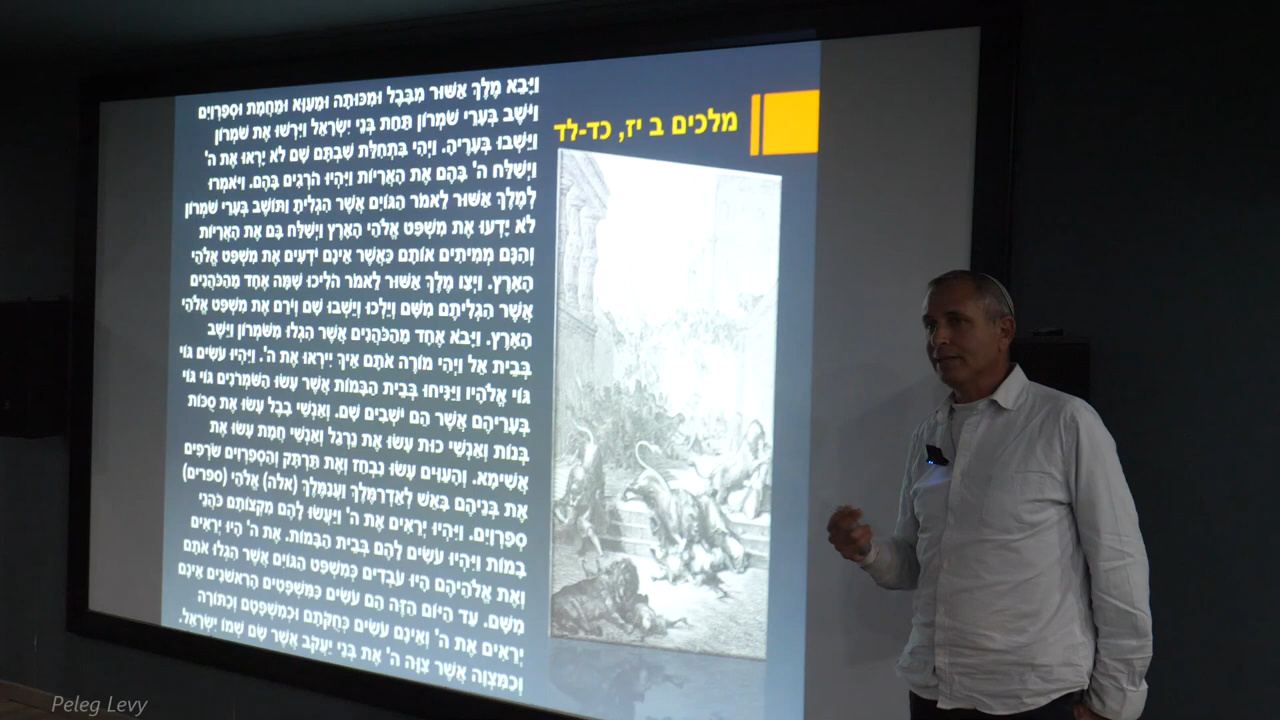 מלכים ב יז, כד-לד
וַיָּבֵא מֶלֶךְ אַשּׁוּר מִבָּבֶל וּמִכּוּתָה וּמֵעַוָּא וּמֵחֲמָת וּסְפַרְוַיִם
וַיֹּשֶׁב בְּעָרֵי שֹׁמְרוֹן תַּחַת בְּנֵי יִשְׂרָאֵל וַיִּרְשׁוּ אֶת שֹׁמְרוֹן
וַיֵּשְׁבוּ בְּעָרֶיהָ. וַיְהִי בִּתְחִלַּת שִׁבְתָּם שָׁם לֹא יָרְאוּ אֶת ה'
וַיְשַׁלַּח ה' בָּהֶם אֶת הָאֲרָיוֹת וַיִּהְיוּ הֹרְגִים בָּהֶם. וַיֹּאמְרוּ
לְמֶלֶךְ אַשּׁוּר לֵאמֹר הַגּוֹיִם אֲשֶׁר הִגְלִיתָ וַתּוֹשֶׁב בְּעָרֵי שֹׁמְרוֹן
לֹא יָדְעוּ אֶת מִשְׁפַּט אֱלֹהֵי הָאָרֶץ וַיְשַׁלַּח בָּם אֶת הָאֲרָיוֹת
וְהִנָּם מְמִיתִים אוֹתָם כַּאֲשֶׁר אֵינָם יֹדְעִים אֶת מִשְׁפַּט אֱלֹהֵי
הָאָרֶץ. וַיְצַו מֶלֶךְ אַשּׁוּר לֵאמֹר הֹלִיכוּ שָׁמָּה אֶחָד מֵהַכֹּהֲנִים
אֲשֶׁר הִגְלִיתֶם מִשָּׁם וְיֵלְכוּ וְיֵשְׁבוּ שָׁם וְיֹרֵם אֶת מִשְׁפַּט אֱלֹהֵי
הָאָרֶץ. וַיָּבֹא אֶחָד מֵהַכֹּהֲנִים אֲשֶׁר הִגְלוּ מִשֹּׁמְרוֹן וַיֵּשֶׁב
בְּבֵית אֵל וַיְהִי מוֹרֶה אֹתָם אֵיךְ יִירְאוּ אֶת ה'. וַיִּהְיוּ עֹשִׂים גּוֹי
גּוֹי אֱלֹהָיו וַיַּנִּיחוּ בְּבֵית הַבָּמוֹת אֲשֶׁר עָשׂוּ הַשֹּׁמְרֹנִים גּוֹי גּוֹי
בְּעָרֵיהֶם אֲשֶׁר הֵם יֹשְׁבִים שָׁם. וְאַנְשֵׁי בָבֶל עָשׂוּ אֶת סֻכּוֹת
בְּנוֹת וְאַנְשֵׁי כוּת עָשׂוּ אֶת נֵרְגַל וְאַנְשֵׁי חֲמָת עָשׂוּ אֶת
אֲשִׁימָא. וְהָעַוִּים עָשׂוּ נִבְחַז וְאֶת תַּרְתָּק וְהַסְפַרְוִים שֹׂרְפִים
אֶת בְּנֵיהֶם בָּאֵשׁ לְאַדְרַמֶּלֶךְ וַעֲנַמֶּלֶךְ (אלה) אֱלֹהֵי (ספרים)
סְפַרְוָיִם. וַיִּהְיוּ יְרֵאִים אֶת ה' וַיַּעֲשׂוּ לָהֶם מִקְצוֹתָם כֹּהֲנֵי
בָמוֹת וַיִּהְיוּ עֹשִׂים לָהֶם בְּבֵית הַבָּמוֹת. אֶת ה' הָיוּ יְרֵאִים
וְאֶת אֱלֹהֵיהֶם הָיוּ עֹבְדִים כְּמִשְׁפַּט הַגּוֹיִם אֲשֶׁר הִגְלוּ אֹתָם
מִשָּׁם. עַד הַיּוֹם הַזֶּה הֵם עֹשִׂים כַּמִּשְׁפָּטִים הָרִאשֹׁנִים אֵינָם
יְרֵאִים אֶת ה' וְאֵינָם עֹשִׂים כְּחֻקֹּתָם וּכְמִשְׁפָּטָם וְכַתּוֹרָה
וְכַמִּצְוָה אֲשֶׁר צִוָּה ה' אֶת בְּנֵי יַעֲקֹב אֲשֶׁר שָׂם שְׁמוֹ יִשְׂרָאֵל.
Peleg Levy